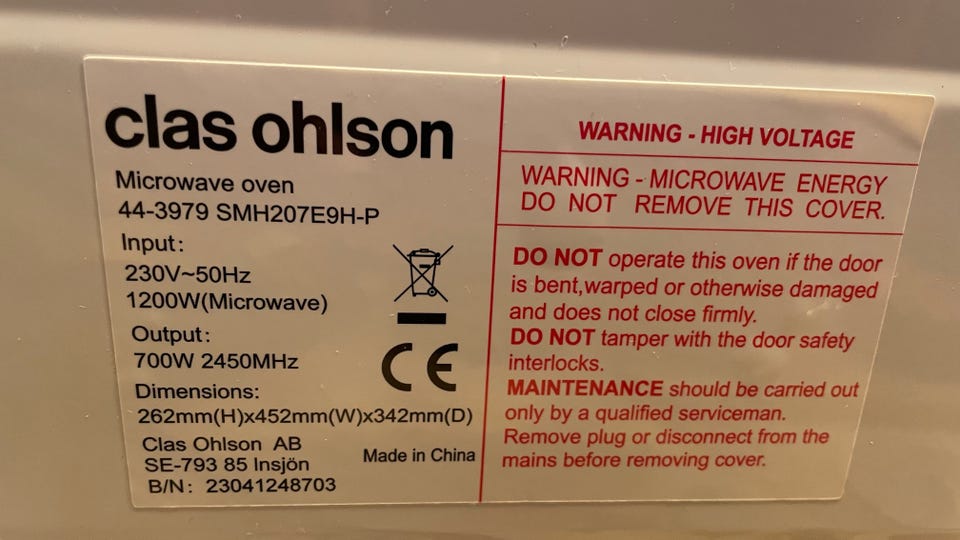 clas ohlson
Microwave oven
44-3979 SMH207E9H-P
Input:
230V~50Hz
1200W(Microwave)
Output:
700W 2450MHz
Dimensions:
262mm(H)x452mm(W)x342mm(D)
Clas Ohlson AB
SE-793 85 Insjön
B/N: 23041248703
CE
Made in China
WARNING - HIGH VOLTAGE
WARNING - MICROWAVE ENERGY
DO NOT REMOVE THIS COVER.
DO NOT operate this oven if the door
is bent,warped or otherwise damaged
and does not close firmly.
DO NOT tamper with the door safety
interlocks.
MAINTENANCE should be carried out
only by a qualified serviceman.
Remove plug or disconnect from the
mains before removing cover.